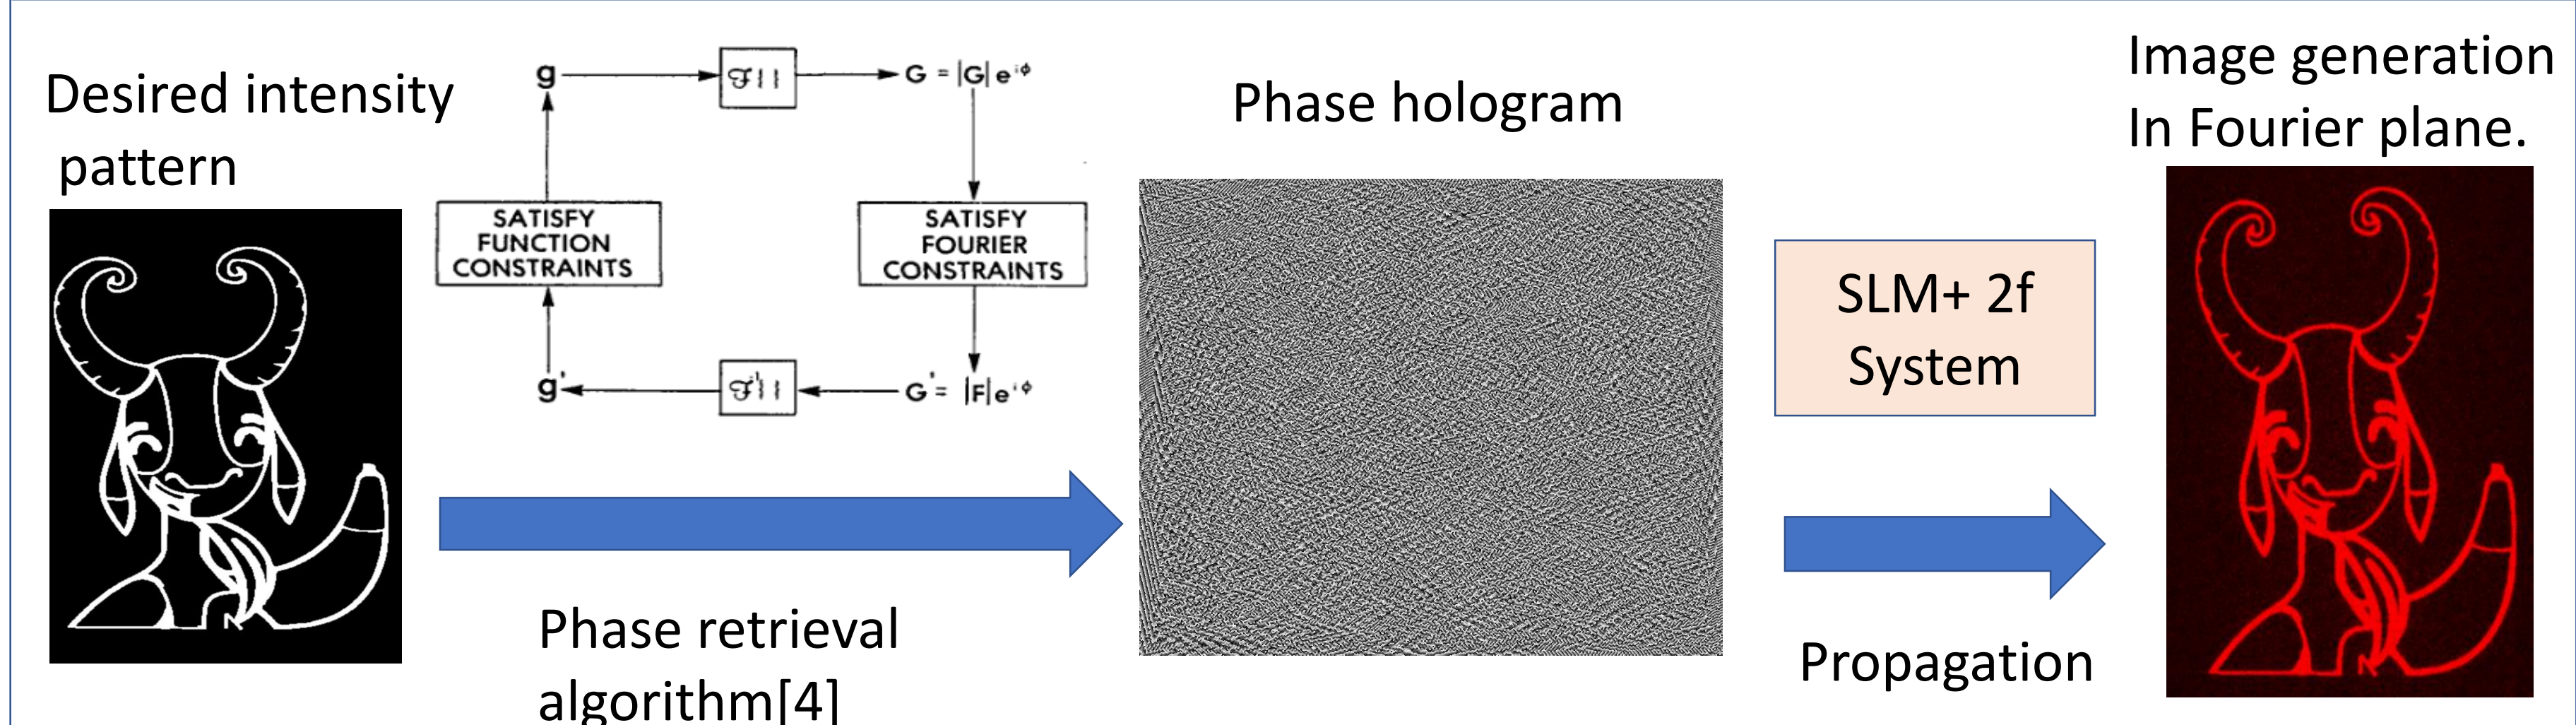 Desired intensity
pattern
g
ℱ{ }
G = |G| e^iφ
SATISFY
FUNCTION
CONSTRAINTS
SATISFY
FOURIER
CONSTRAINTS
g'
ℱ⁻¹{ }
G' = |F| e^iφ
Phase retrieval
algorithm[4]
Phase hologram
SLM+ 2f
System
Propagation
Image generation
In Fourier plane.